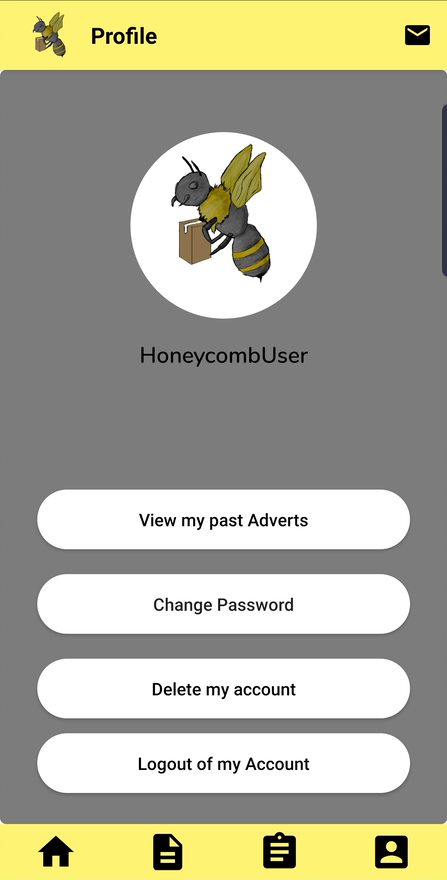 Profile
HoneycombUser
View my past Adverts
Change Password
Delete my account
Logout of my Account